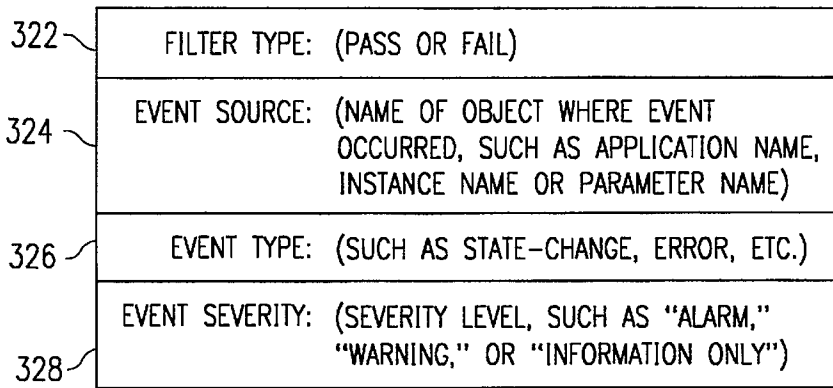 322 FILTER TYPE: (PASS OR FAIL)
324 EVENT SOURCE: (NAME OF OBJECT WHERE EVENT
OCCURRED, SUCH AS APPLICATION NAME,
INSTANCE NAME OR PARAMETER NAME)
326 EVENT TYPE: (SUCH AS STATE-CHANGE, ERROR, ETC.)
328 EVENT SEVERITY: (SEVERITY LEVEL, SUCH AS “ALARM,”
“WARNING,” OR “INFORMATION ONLY”)